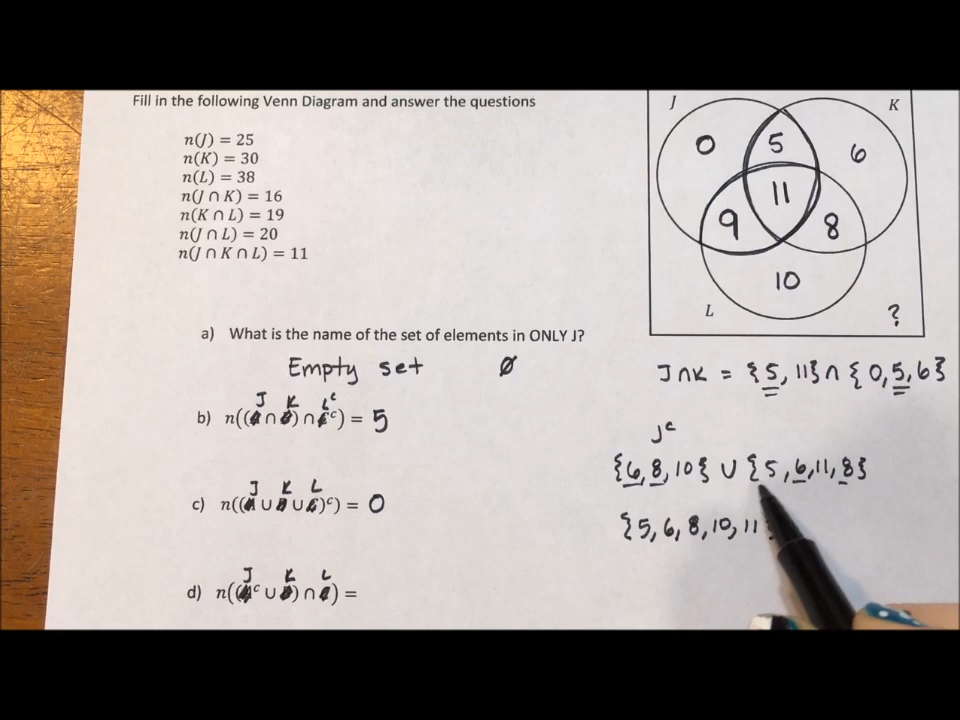 Fill in the following Venn Diagram and answer the questions
n(J) = 25
n(K) = 30
n(L) = 38
n(J ∩ K) = 16
n(K ∩ L) = 19
n(J ∩ L) = 20
n(J ∩ K ∩ L) = 11
J
K
0
5
6
11
9
8
10
L
?
a) What is the name of the set of elements in ONLY J?
Empty set ∅
J∩K = {5, 11} ∩ {0, 5, 6}
J K Lᶜ
b) n((∩) ∩ ᶜ) = 5
Jᶜ
{6, 8, 10} ∪ {5, 6, 11, 8}
J K L
c) n((∪ ∪)ᶜ) = 0
{5, 6, 8, 10, 11
J K L
d) n((ᶜ ∪) ∩) =